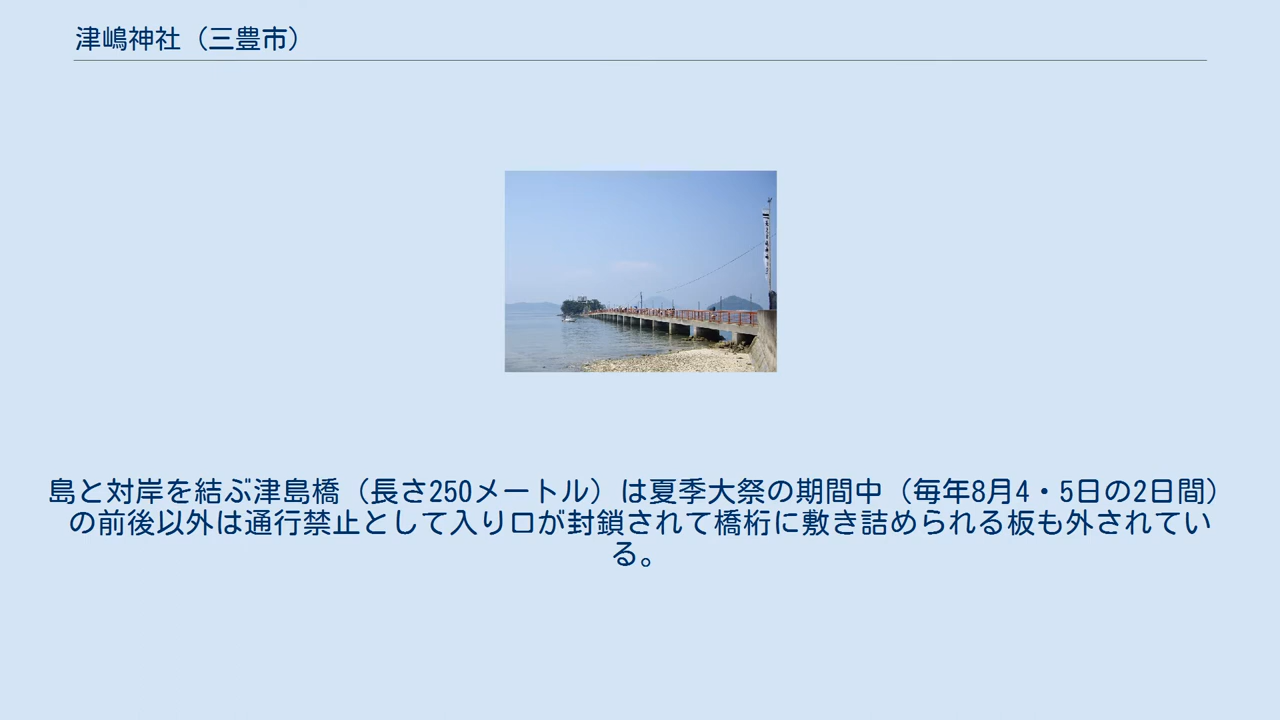 津嶋神社（三豊市）
島と対岸を結ぶ津島橋（長さ250メートル）は夏季大祭の期間中（毎年8月4・5日の2日間）
の前後以外は通行禁止として入り口が封鎖されて橋桁に敷き詰められる板も外されてい
る。